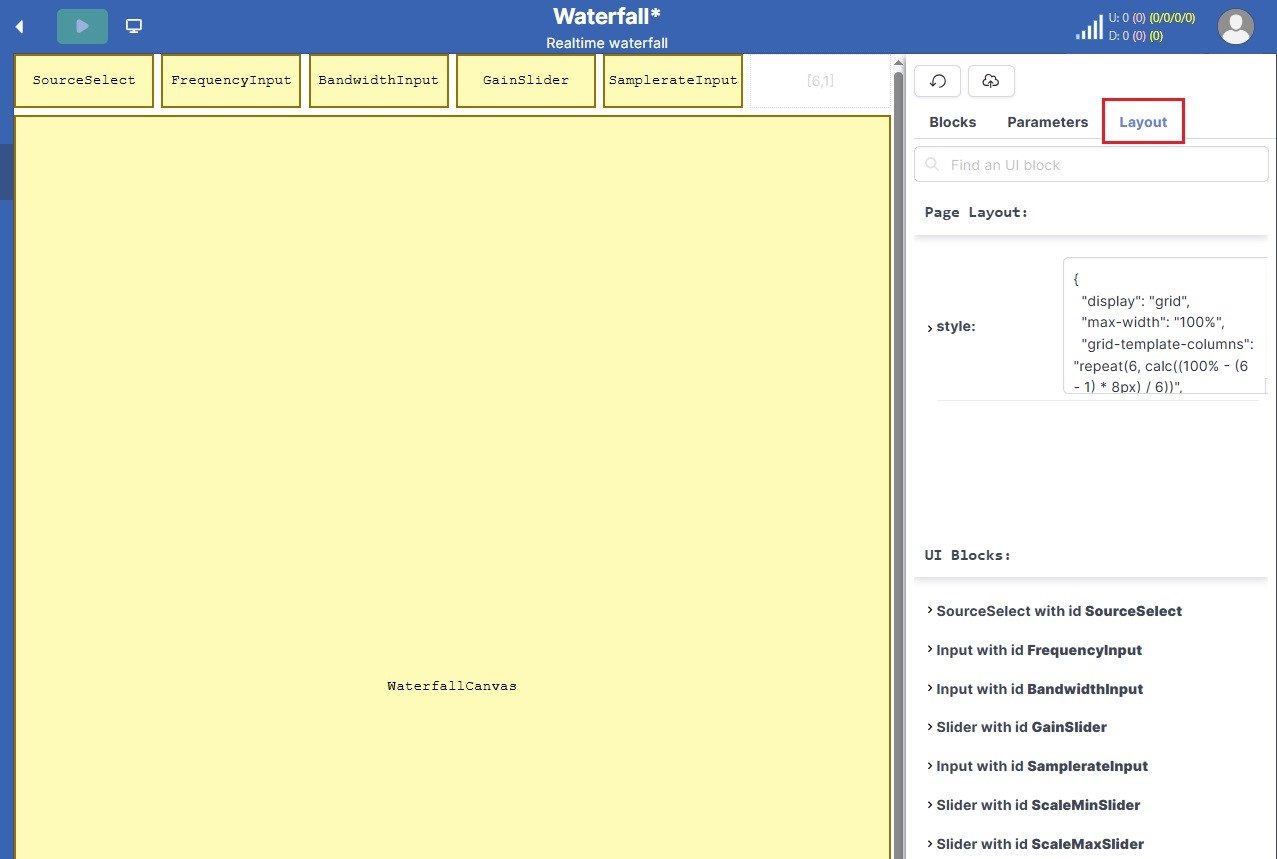 Waterfall*
Realtime waterfall
U: 0 (0) (0/0/0/0)
D: 0 (0) (0)
SourceSelect
FrequencyInput
BandwidthInput
GainSlider
SamplerateInput
[6,1]
WaterfallCanvas
Blocks
Parameters
Layout
Find an UI block
Page Layout:
style:
{
"display": "grid",
"max-width": "100%",
"grid-template-columns":
"repeat(6, calc((100% - (6
- 1) * 8px) / 6))",
UI Blocks:
SourceSelect with id SourceSelect
Input with id FrequencyInput
Input with id BandwidthInput
Slider with id GainSlider
Input with id SamplerateInput
Slider with id ScaleMinSlider
Slider with id ScaleMaxSlider